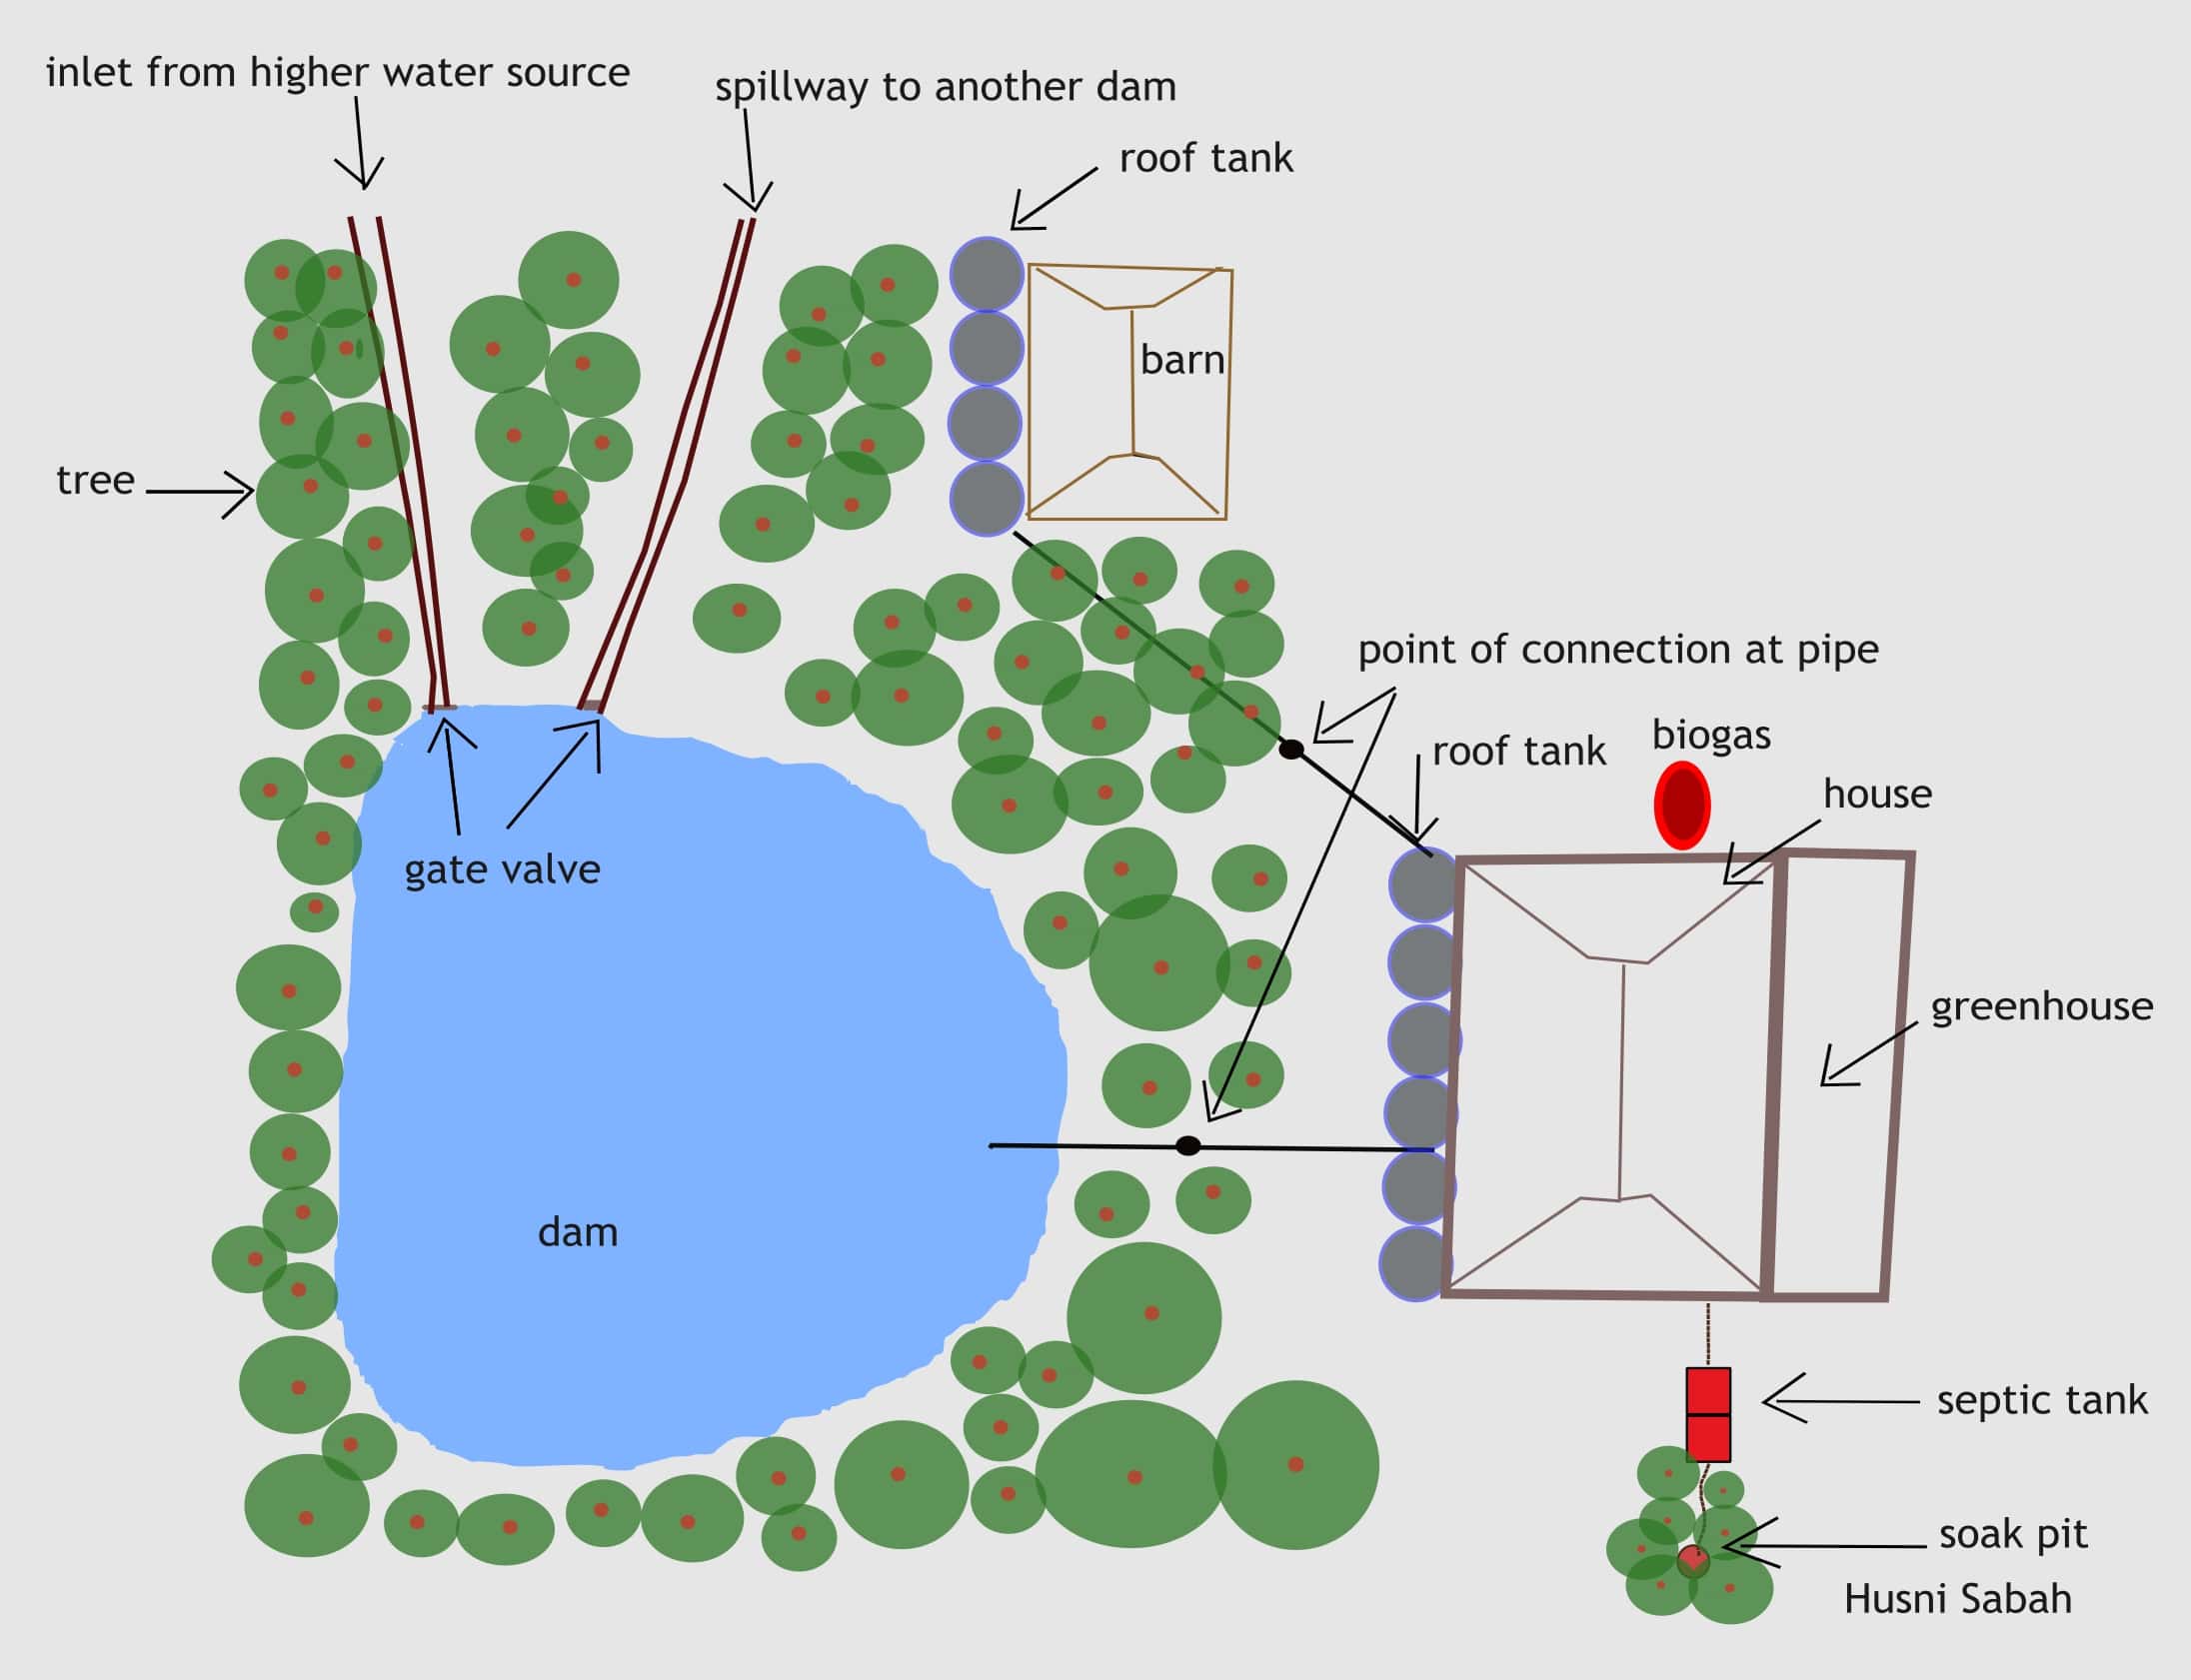 inlet from higher water source
spillway to another dam
roof tank
barn
tree
point of connection at pipe
biogas
roof tank
house
gate valve
greenhouse
dam
septic tank
soak pit
Husni Sabah